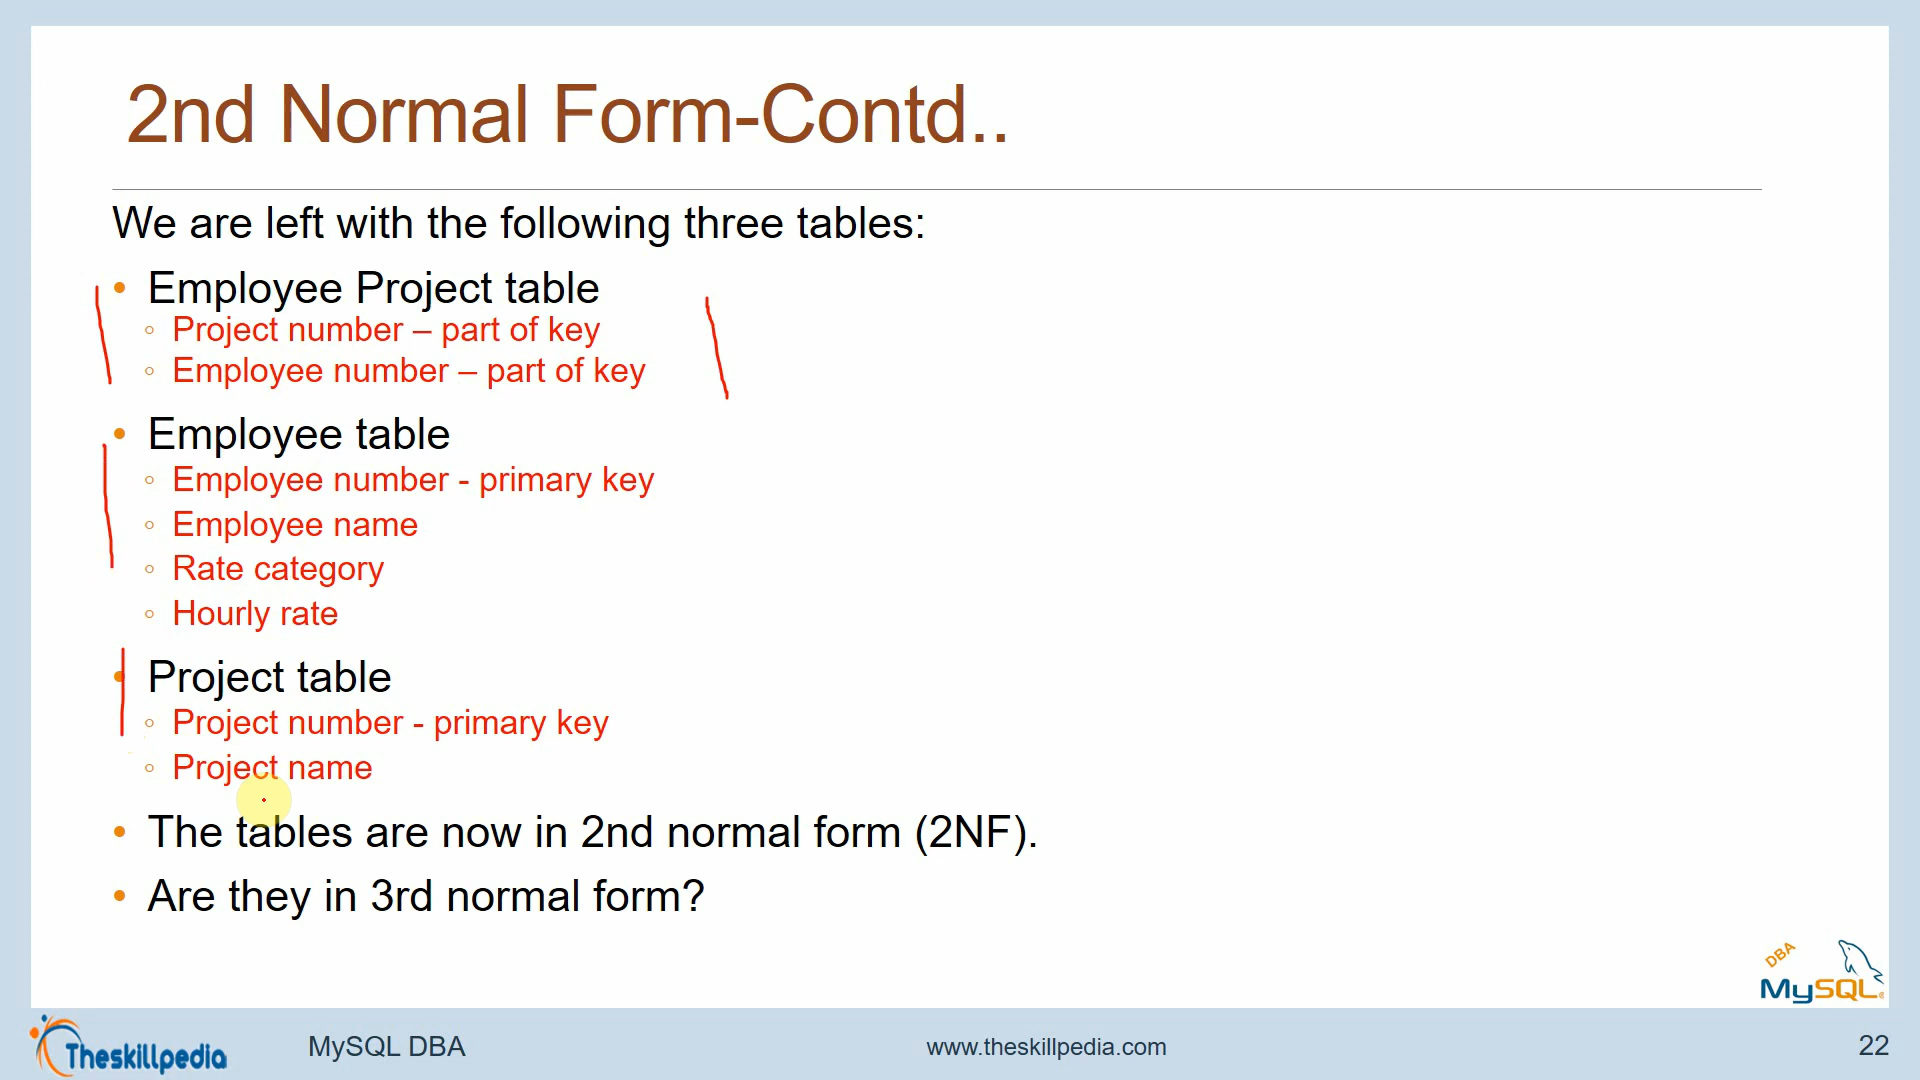 2nd Normal Form-Contd..
We are left with the following three tables:
• Employee Project table
◦ Project number – part of key
◦ Employee number – part of key
• Employee table
◦ Employee number - primary key
◦ Employee name
◦ Rate category
◦ Hourly rate
• Project table
◦ Project number - primary key
◦ Project name
• The tables are now in 2nd normal form (2NF).
• Are they in 3rd normal form?
DBA
MySQL®
Theskillpedia
MySQL DBA
www.theskillpedia.com
22